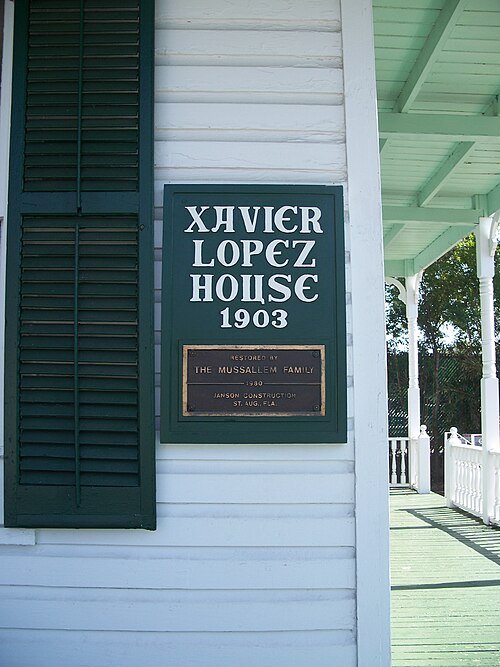 XAVIER
LOPEZ
HOUSE
1903
RESTORED BY
THE MUSSALLEM FAMILY
1980
JANSON CONSTRUCTION
ST. AUG., FLA.